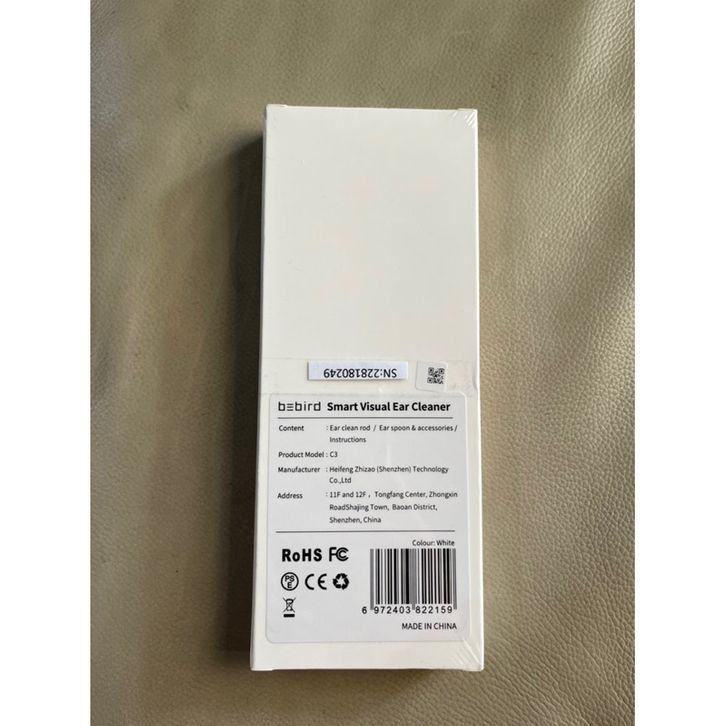 SN:228180249
bebird Smart Visual Ear Cleaner
Content : Ear clean rod / Ear spoon & accessories /
Instructions
Product Model : C3
Manufacturer : Heifeng Zhizao (Shenzhen) Technology
Co.,Ltd
Address : 11F and 12F , Tongfang Center, Zhongxin
RoadShajing Town, Baoan District,
Shenzhen, China
Colour: White
RoHS FC
PS E CE
6 972403 822159
MADE IN CHINA